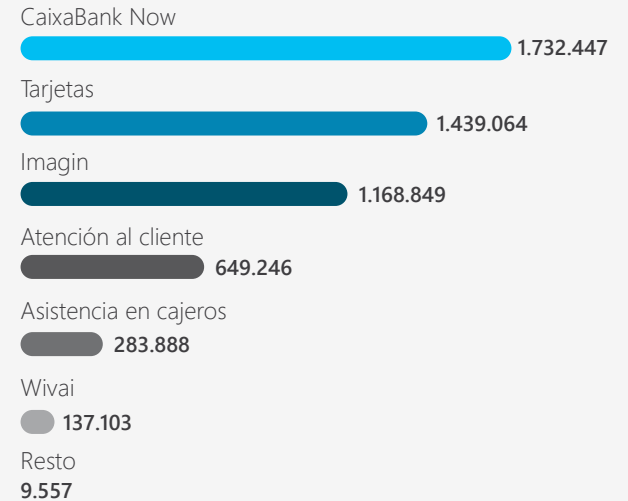 CaixaBank Now
1.732.447
Tarjetas
1.439.064
Imagin
1.168.849
Atención al cliente
649.246
Asistencia en cajeros
283.888
Wivai
137.103
Resto
9.557